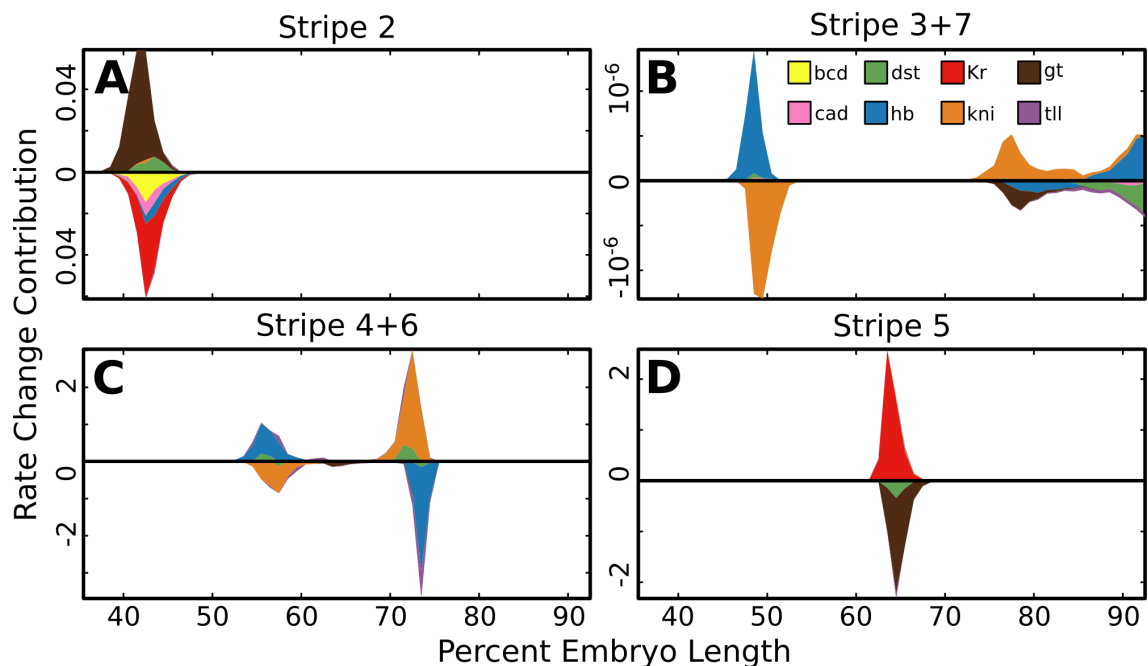 Stripe 2
Stripe 3+7
A
B
bcd dst Kr gt
cad hb kni tll
0.04
0
0.04
10-6
0
-10-6
Stripe 4+6
Stripe 5
C
D
2
0
-2
2
0
-2
40 50 60 70 80 90
40 50 60 70 80 90
Rate Change Contribution
Percent Embryo Length